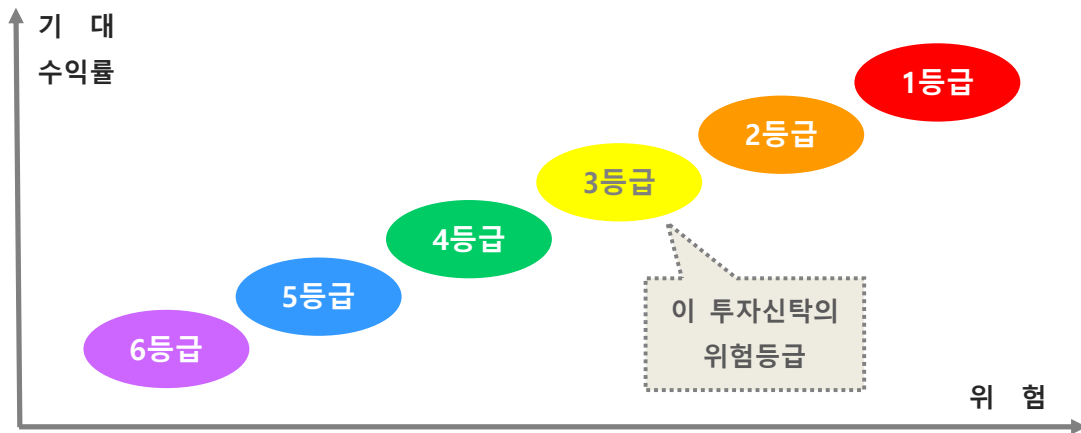 기 대
수익률
1등급
2등급
3등급
4등급
5등급
6등급
이 투자신탁의
위험등급
위 험